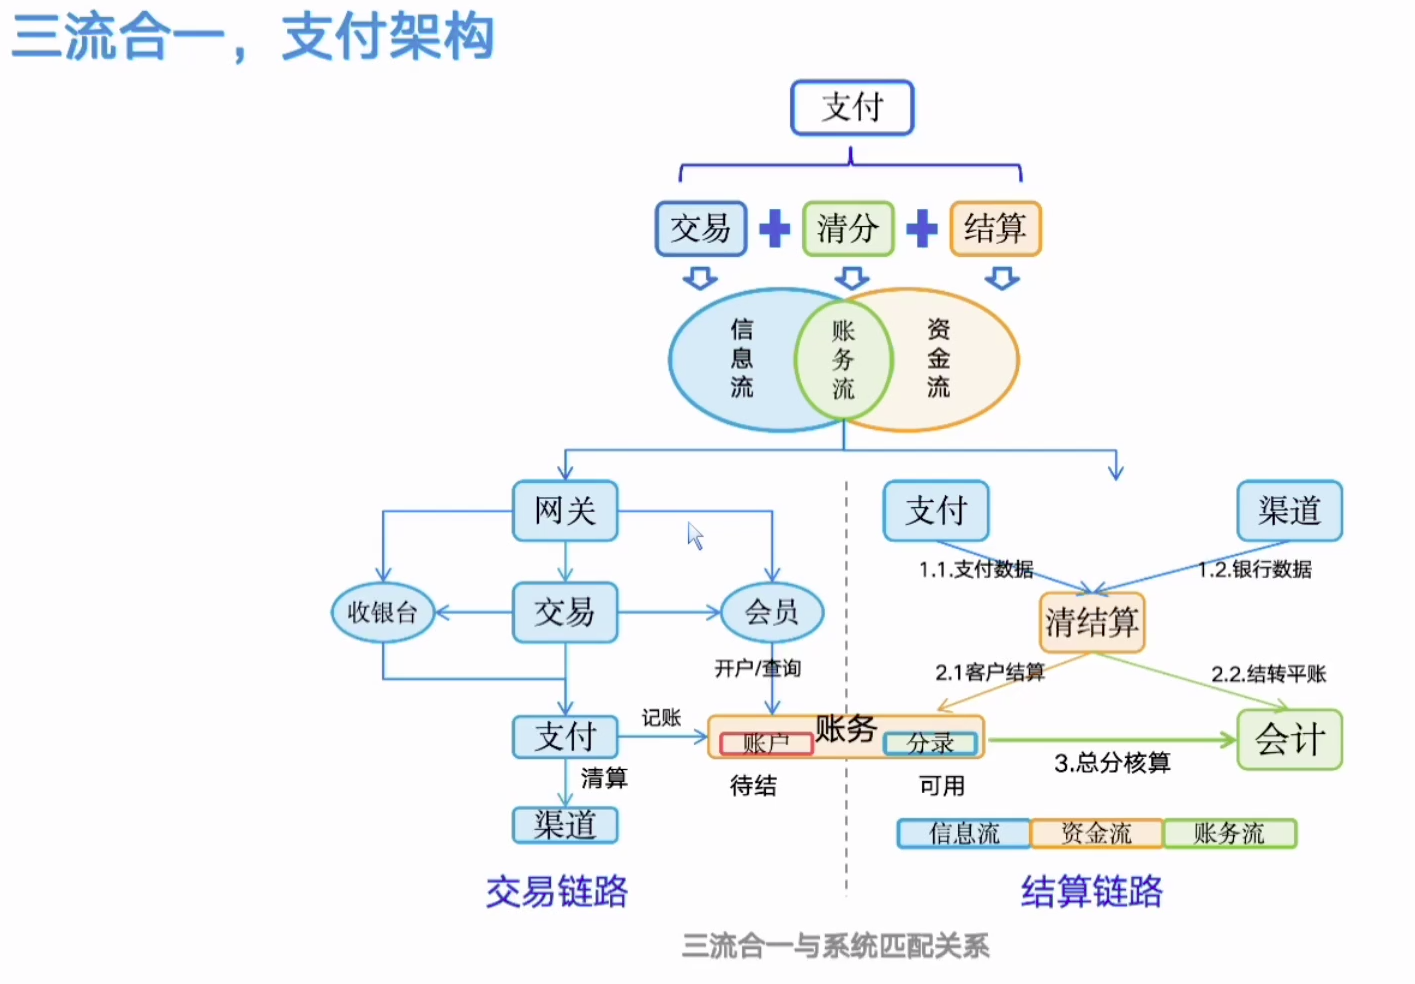 三流合一，支付架构
支付
交易
清分
结算
信息流
账务流
资金流
网关
支付
渠道
1.1.支付数据
1.2.银行数据
收银台
交易
会员
清结算
开户/查询
2.1客户结算
2.2.结转平账
支付
记账
账务
账户
分录
会计
清算
待结
可用
3.总分核算
渠道
信息流
资金流
账务流
交易链路
结算链路
三流合一与系统匹配关系